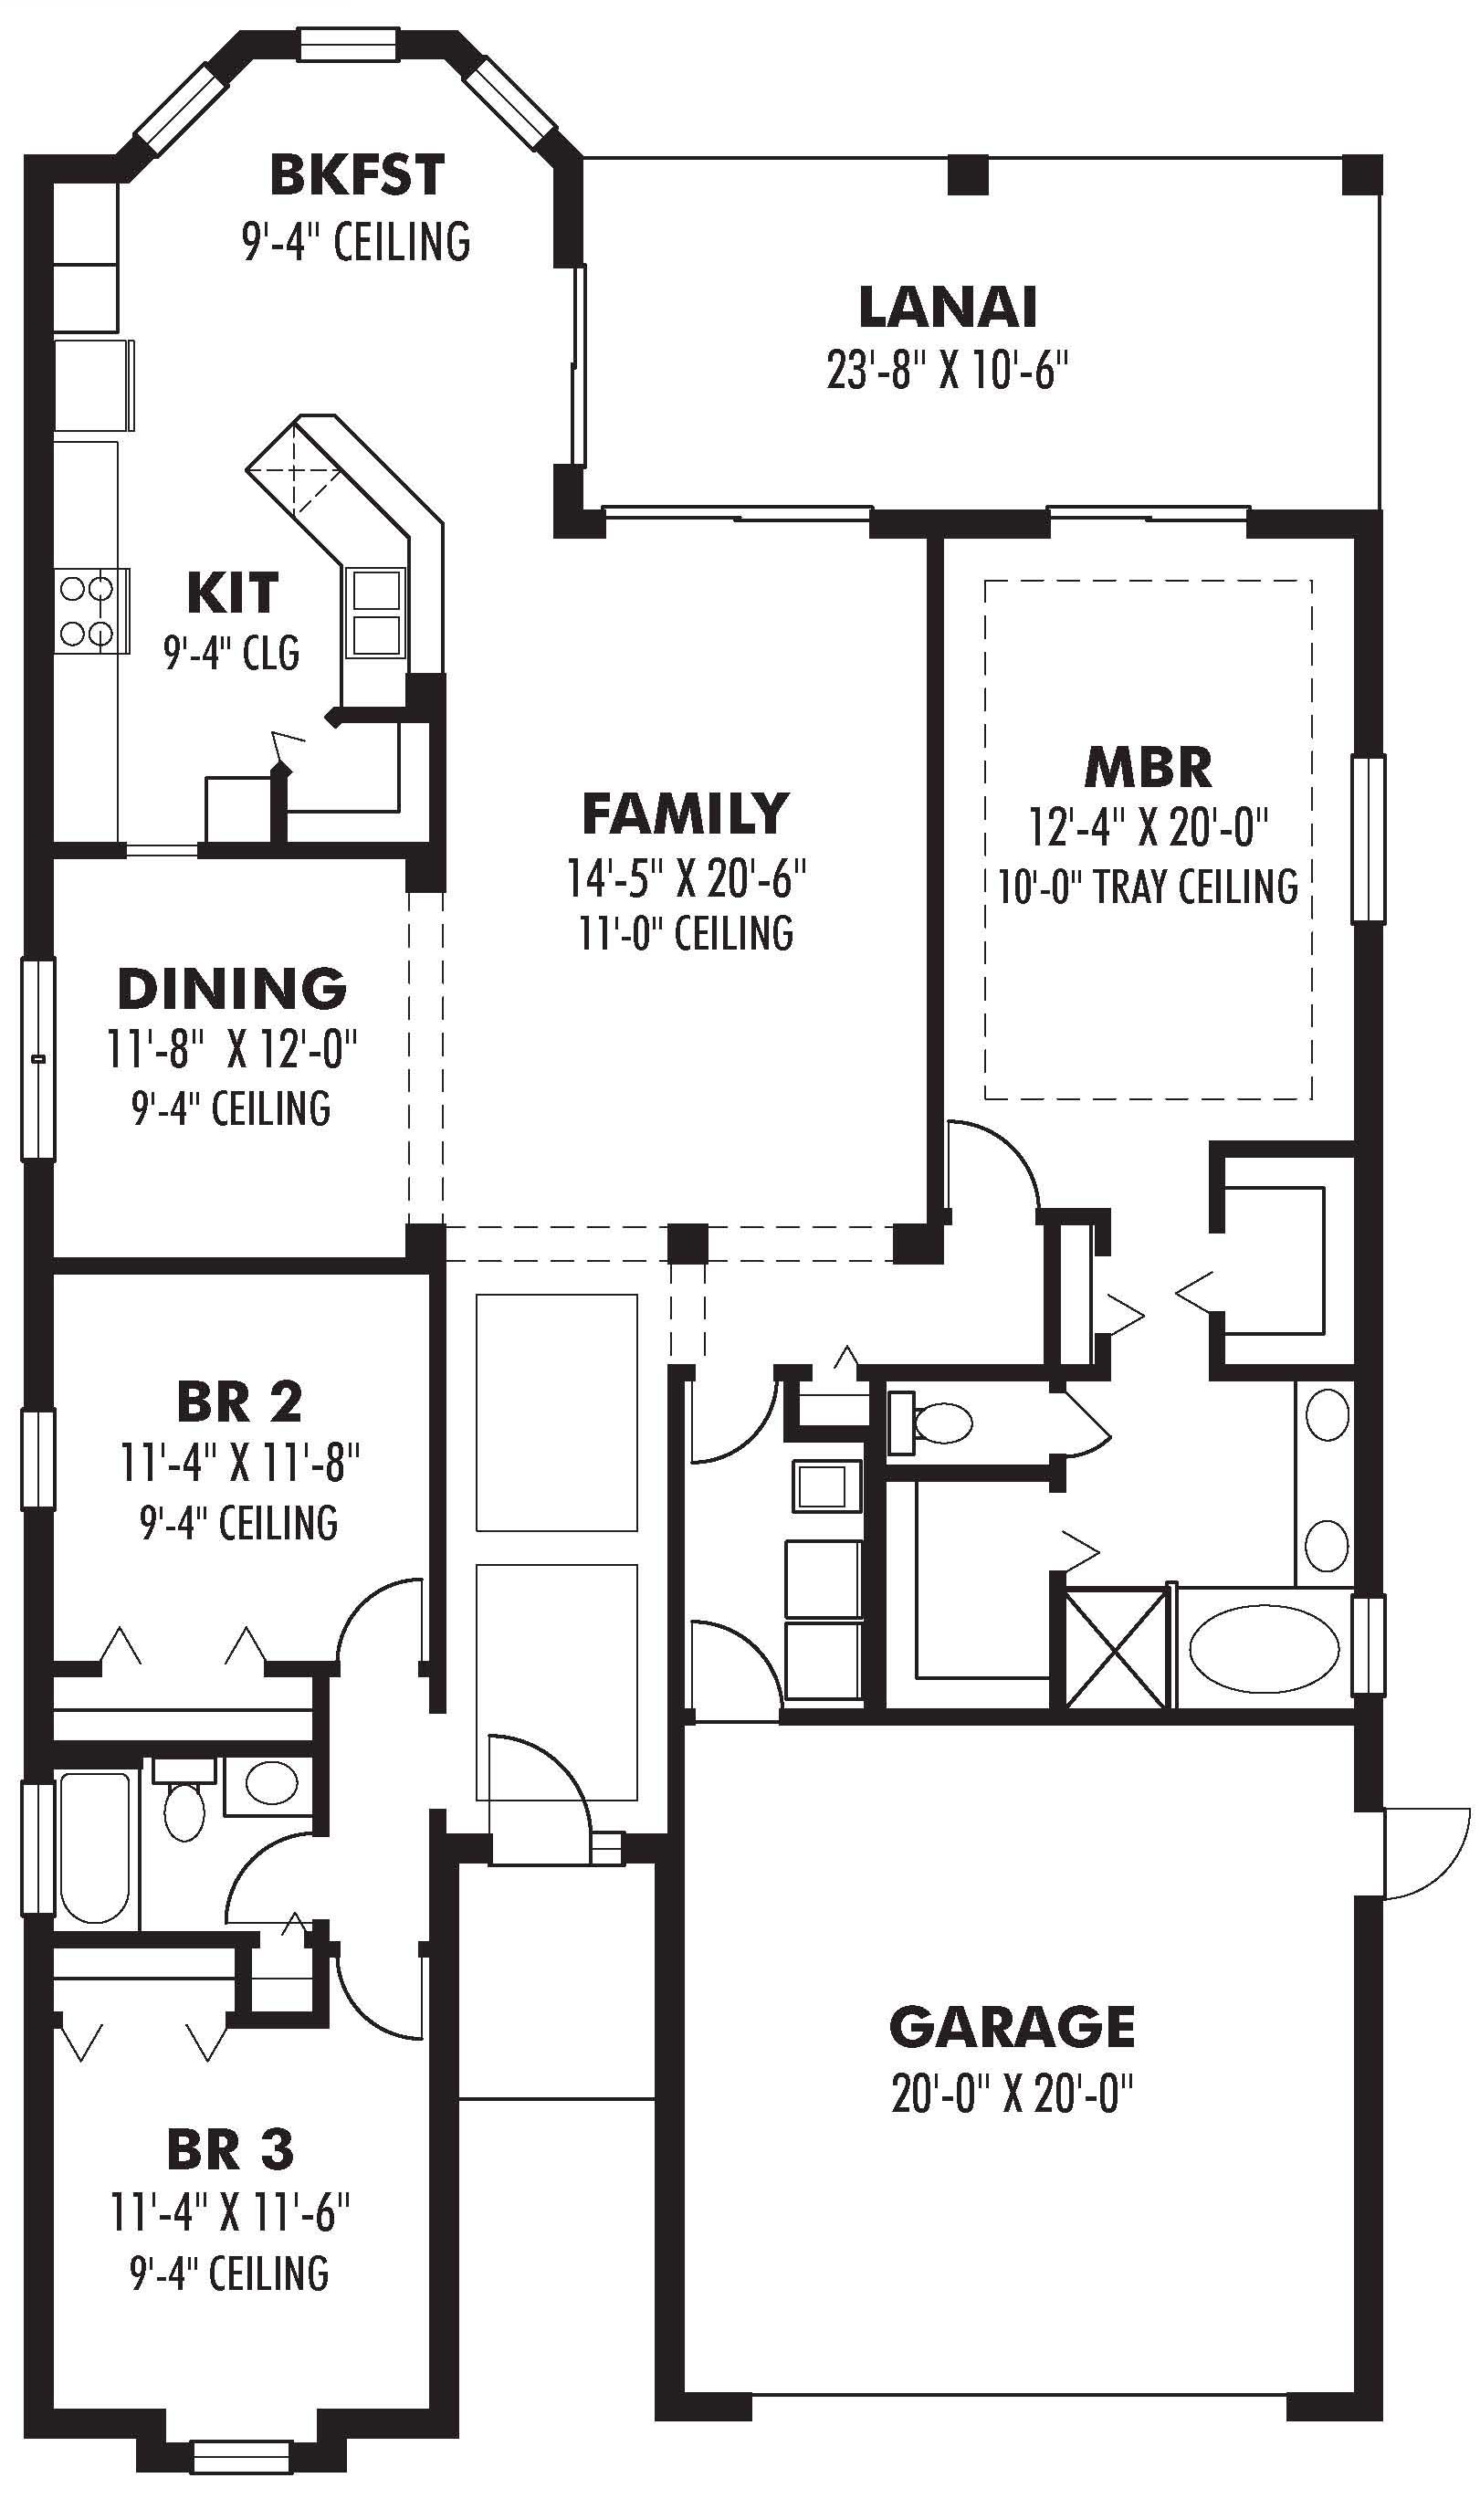 BKFST
9'-4" CEILING
LANAI
23'-8" X 10'-6"
KIT
9'-4" CLG
MBR
12'-4" X 20'-0"
10'-0" TRAY CEILING
FAMILY
14'-5" X 20'-6"
11'-0" CEILING
DINING
11'-8" X 12'-0"
9'-4" CEILING
BR 2
11'-4" X 11'-8"
9'-4" CEILING
GARAGE
20'-0" X 20'-0"
BR 3
11'-4" X 11'-6"
9'-4" CEILING